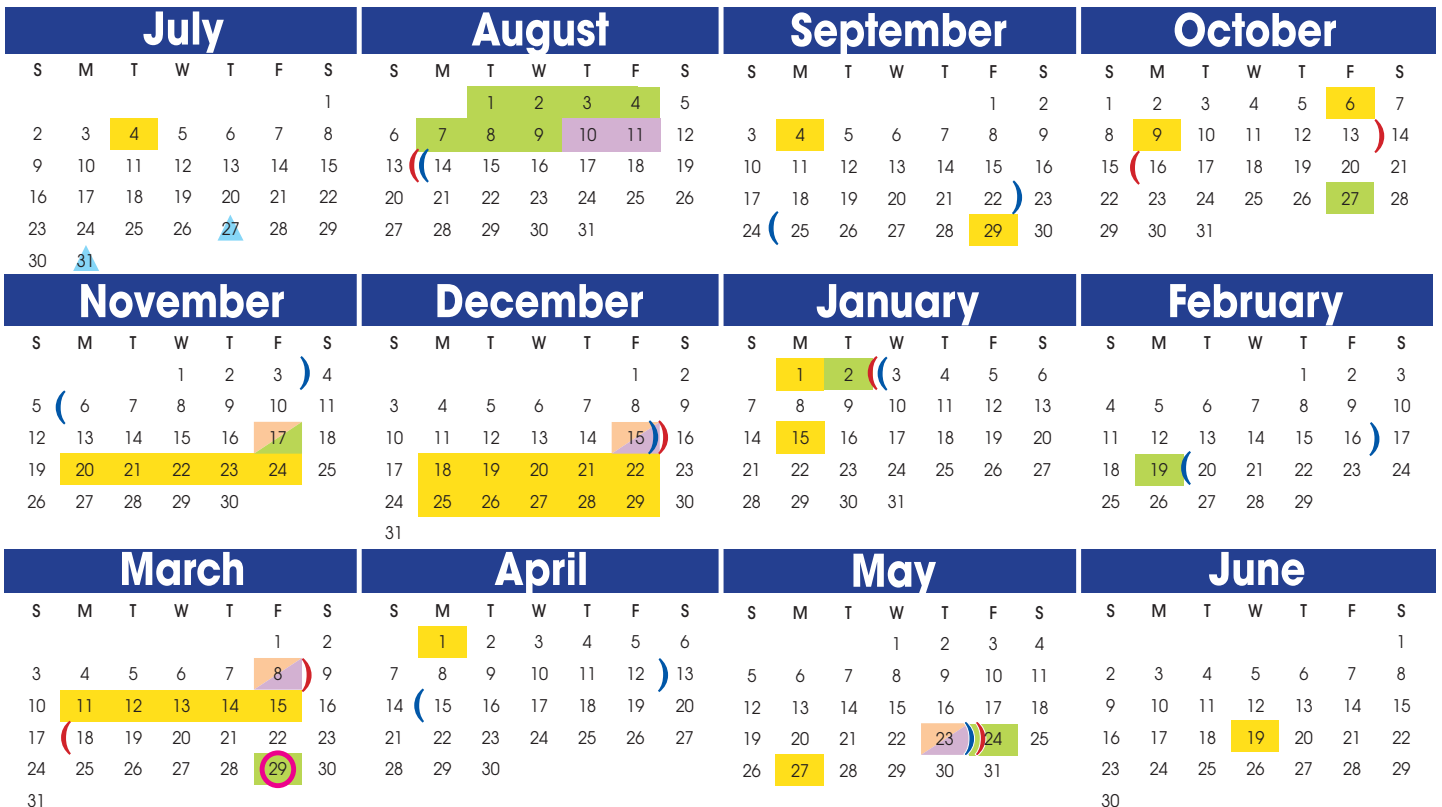 July
S M T W T F S
1
2 3 4 5 6 7 8
9 10 11 12 13 14 15
16 17 18 19 20 21 22
23 24 25 26 27 28 29
30 31
August
S M T W T F S
1 2 3 4 5
6 7 8 9 10 11 12
13 14 15 16 17 18 19
20 21 22 23 24 25 26
27 28 29 30 31
September
S M T W T F S
1 2
3 4 5 6 7 8 9
10 11 12 13 14 15 16
17 18 19 20 21 22 23
24 25 26 27 28 29 30
October
S M T W T F S
1 2 3 4 5 6 7
8 9 10 11 12 13 14
15 16 17 18 19 20 21
22 23 24 25 26 27 28
29 30 31
November
S M T W T F S
1 2 3 4
5 6 7 8 9 10 11
12 13 14 15 16 17 18
19 20 21 22 23 24 25
26 27 28 29 30
December
S M T W T F S
1 2
3 4 5 6 7 8 9
10 11 12 13 14 15 16
17 18 19 20 21 22 23
24 25 26 27 28 29 30
31
January
S M T W T F S
1 2 3 4 5 6
7 8 9 10 11 12 13
14 15 16 17 18 19 20
21 22 23 24 25 26 27
28 29 30 31
February
S M T W T F S
1 2 3
4 5 6 7 8 9 10
11 12 13 14 15 16 17
18 19 20 21 22 23 24
25 26 27 28 29
March
S M T W T F S
1 2
3 4 5 6 7 8 9
10 11 12 13 14 15 16
17 18 19 20 21 22 23
24 25 26 27 28 29 30
31
April
S M T W T F S
1 2 3 4 5 6
7 8 9 10 11 12 13
14 15 16 17 18 19 20
21 22 23 24 25 26 27
28 29 30
May
S M T W T F S
1 2 3 4
5 6 7 8 9 10 11
12 13 14 15 16 17 18
19 20 21 22 23 24 25
26 27 28 29 30 31
June
S M T W T F S
1
2 3 4 5 6 7 8
9 10 11 12 13 14 15
16 17 18 19 20 21 22
23 24 25 26 27 28 29
30